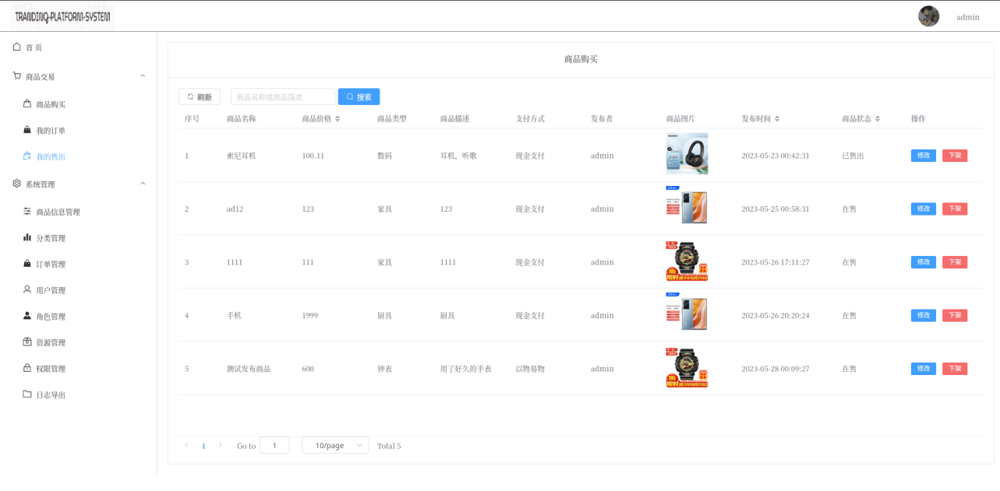 TRANDINQ-PLATFORM-SYSTEM
admin
首页
商品交易
商品购买
我的订单
我的售出
系统管理
商品信息管理
分类管理
订单管理
用户管理
角色管理
资源管理
权限管理
日志导出
商品购买
刷新 商品名称或商品描述 搜索
序号 商品名称 商品价格 商品类型 商品描述 支付方式 发布者 商品图片 发布时间 商品状态 操作
1 索尼耳机 100.11 数码 耳机，听歌 现金支付 admin 2023-05-23 00:42:31 已售出 修改 下架
2 ad12 123 家具 123 现金支付 admin 2023-05-25 00:58:31 在售 修改 下架
3 1111 111 家具 1111 现金支付 admin 2023-05-26 17:11:27 在售 修改 下架
4 手机 1999 厨具 厨具 现金支付 admin 2023-05-26 20:20:24 在售 修改 下架
5 测试发布商品 600 钟表 用了好久的手表 以物易物 admin 2023-05-28 00:09:27 在售 修改 下架
1 Go to 1 10/page Total 5